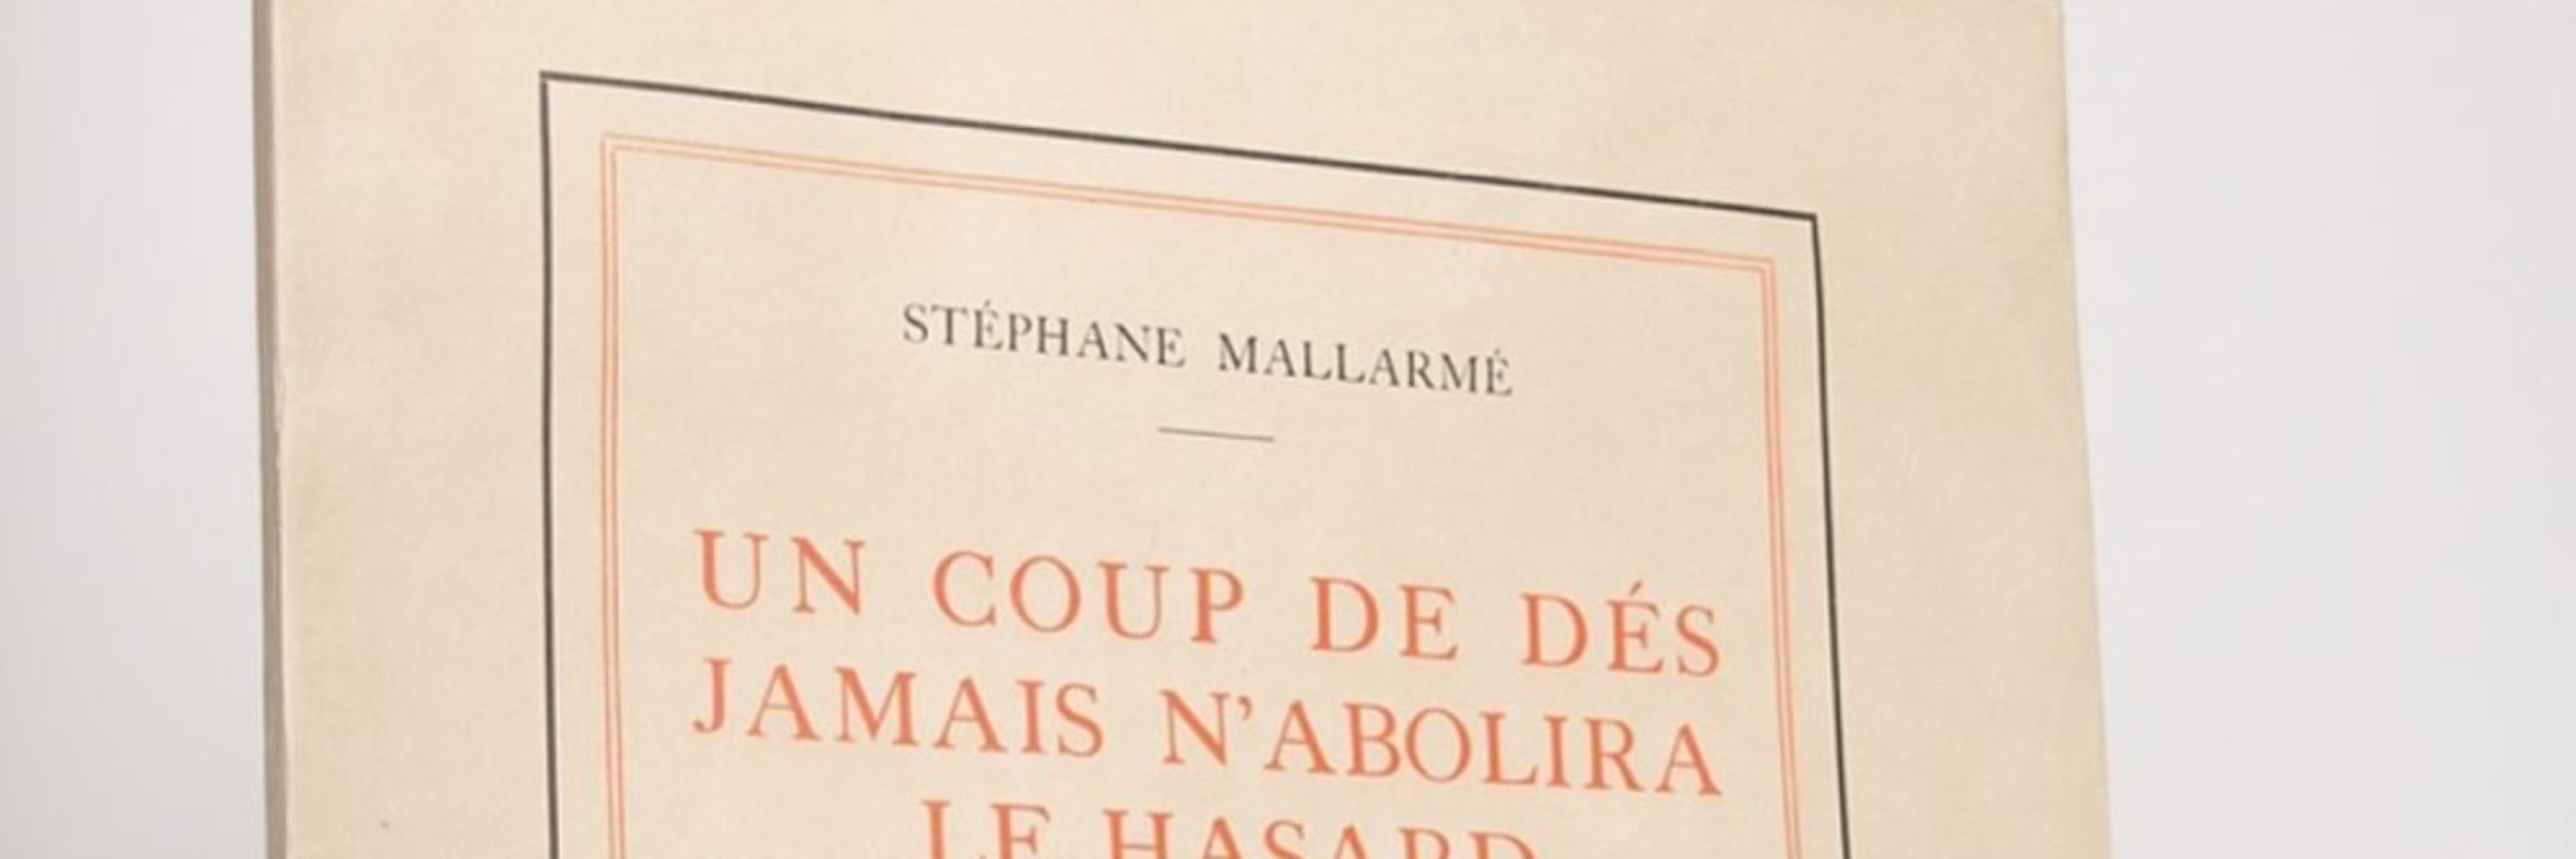 STÉPHANE MALLARMÉ
UN COUP DE DÉS
JAMAIS N'ABOLIRA
LE HASARD